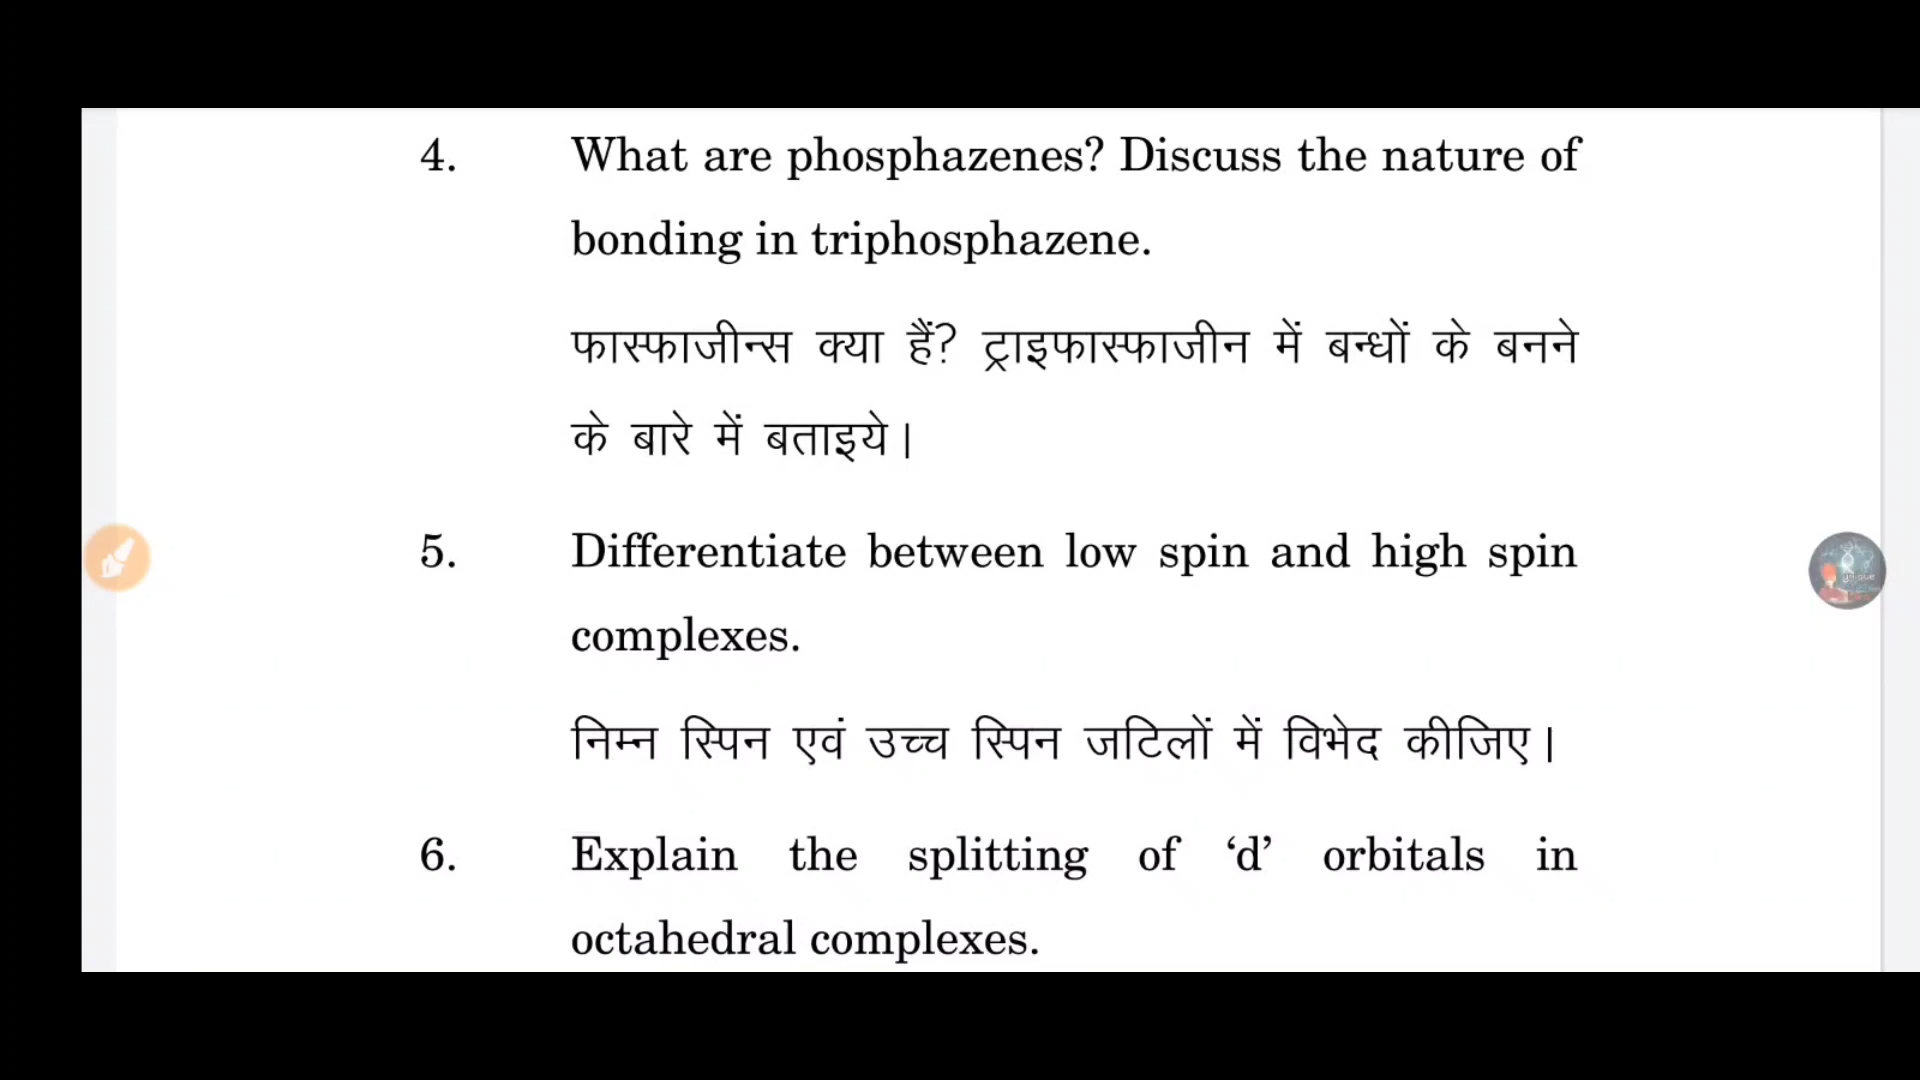 4. What are phosphazenes? Discuss the nature of
bonding in triphosphazene.
फास्फाजीन्स क्या हैं? ट्राइफास्फाजीन में बन्धों के बनने
के बारे में बताइये।
5. Differentiate between low spin and high spin
complexes.
निम्न स्पिन एवं उच्च स्पिन जटिलों में विभेद कीजिए।
6. Explain the splitting of ‘d’ orbitals in
octahedral complexes.